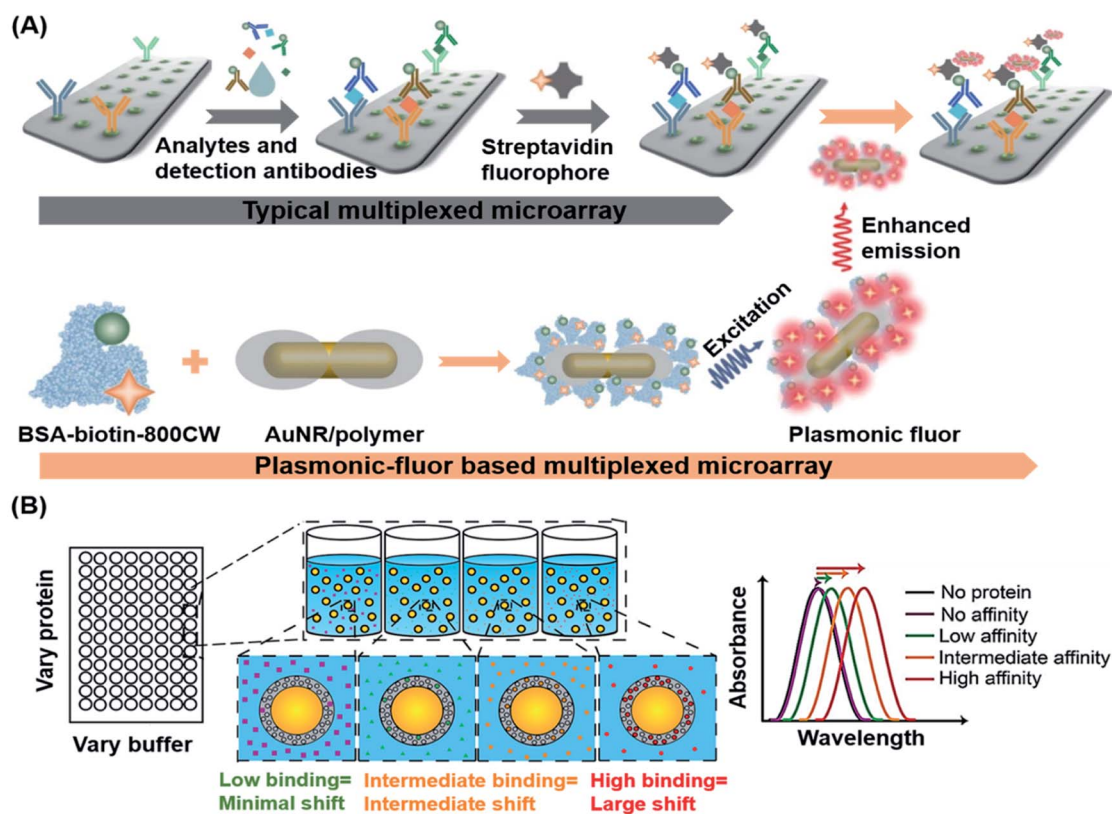 (A)
Analytes and
detection antibodies
Streptavidin
fluorophore
Typical multiplexed microarray
Enhanced
emission
Excitation
BSA-biotin-800CW
AuNR/polymer
Plasmonic fluor
Plasmonic-fluor based multiplexed microarray
(B)
Vary protein
Vary buffer
Low binding=
Minimal shift
Intermediate binding=
Intermediate shift
High binding=
Large shift
Absorbance
Wavelength
No protein
No affinity
Low affinity
Intermediate affinity
High affinity